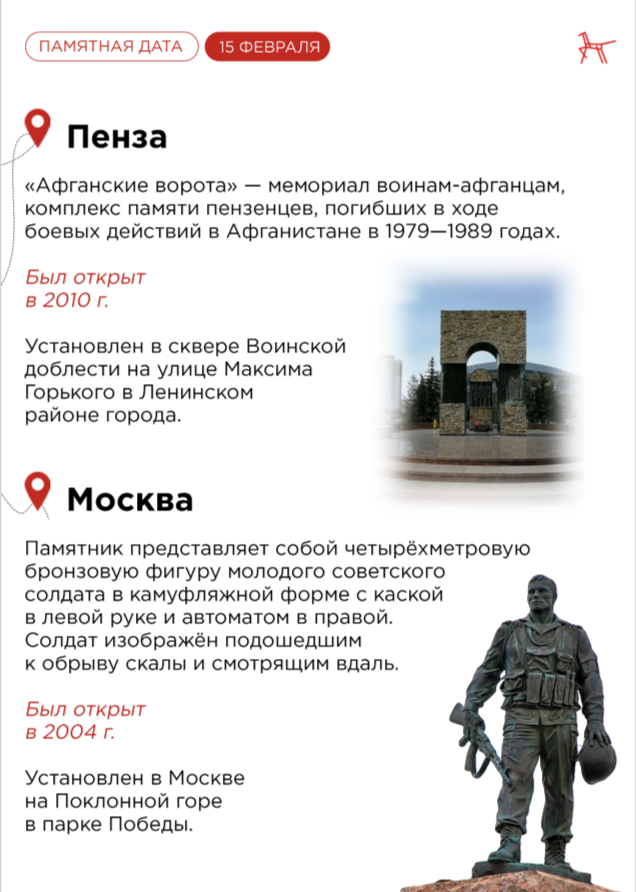 ПАМЯТНАЯ ДАТА 15 ФЕВРАЛЯ
Пенза
«Афганские ворота» — мемориал воинам-афганцам,
комплекс памяти пензенцев, погибших в ходе
боевых действий в Афганистане в 1979—1989 годах.
Был открыт
в 2010 г.
Установлен в сквере Воинской
доблести на улице Максима
Горького в Ленинском
районе города.
Москва
Памятник представляет собой четырёхметровую
бронзовую фигуру молодого советского
солдата в камуфляжной форме с каской
в левой руке и автоматом в правой.
Солдат изображён подошедшим
к обрыву скалы и смотрящим вдаль.
Был открыт
в 2004 г.
Установлен в Москве
на Поклонной горе
в парке Победы.